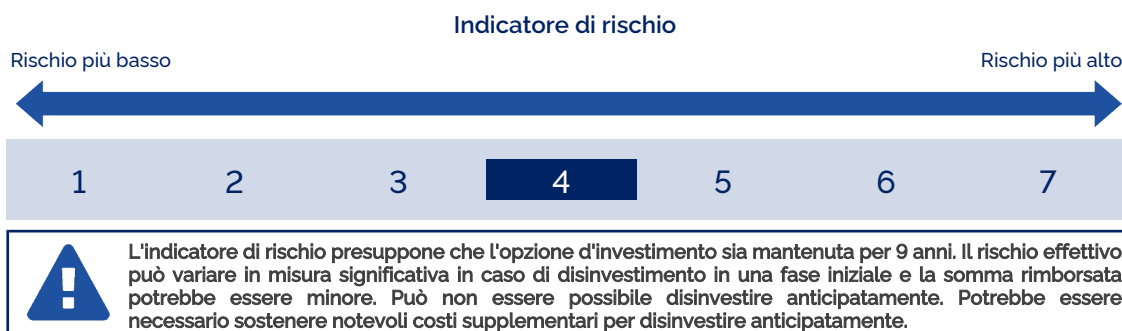 Indicatore di rischio
Rischio più basso Rischio più alto
1 2 3 4 5 6 7
L'indicatore di rischio presuppone che l'opzione d'investimento sia mantenuta per 9 anni. Il rischio effettivo
può variare in misura significativa in caso di disinvestimento in una fase iniziale e la somma rimborsata
potrebbe essere minore. Può non essere possibile disinvestire anticipatamente. Potrebbe essere
necessario sostenere notevoli costi supplementari per disinvestire anticipatamente.